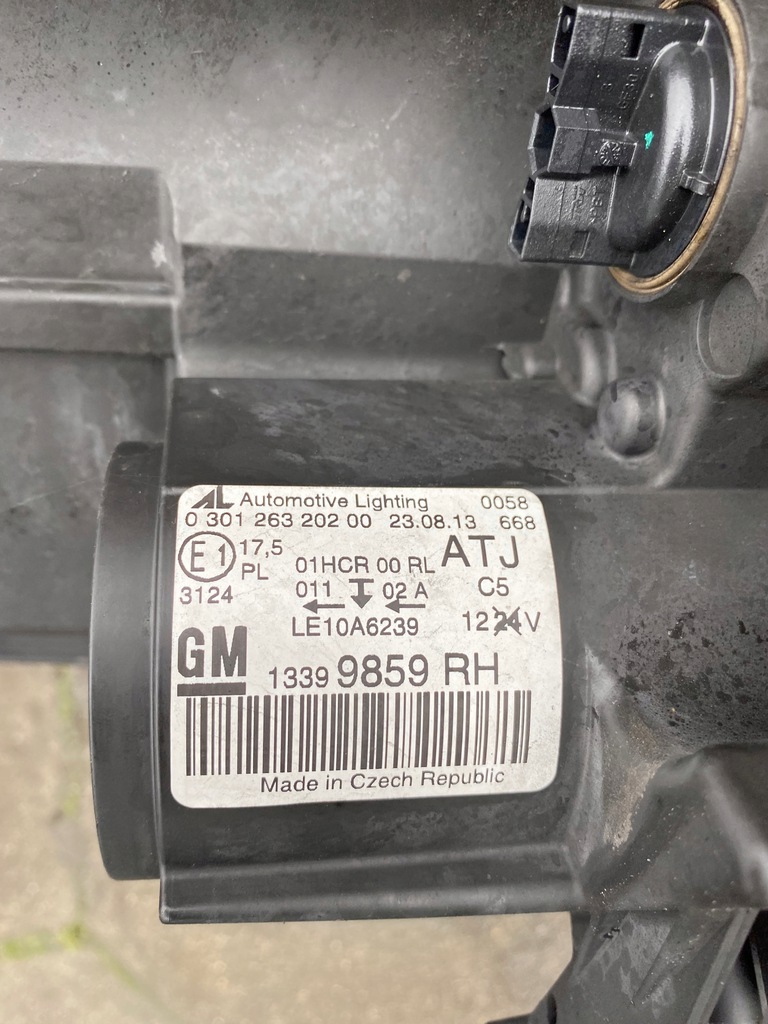 AL Automotive Lighting 0058
0 301 263 202 00 23.08.13 668
E1 17,5 01HCR 00 RL ATJ
PL 011 02 A C5
3124
LE10A6239 12 24 V
GM 1339 9859 RH
Made in Czech Republic